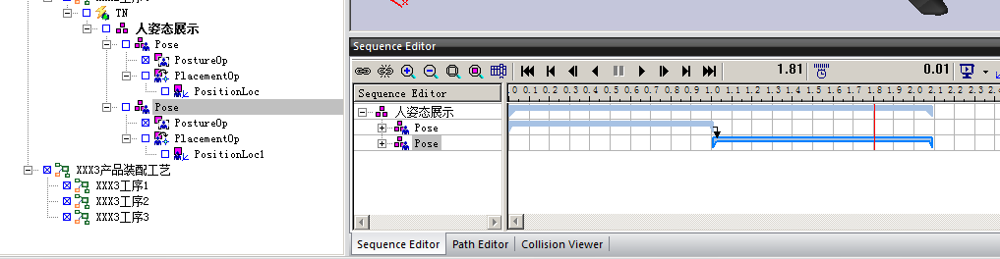 TN
人姿态展示
Pose
PostureOp
PlacementOp
PositionLoc
Pose
PostureOp
PlacementOp
PositionLoc1
XXX3产品装配工艺
XXX3工序1
XXX3工序2
XXX3工序3
Sequence Editor
1.81
0.01
Sequence Editor
.0 0.1 0.2 0.3 0.4 0.5 0.6 0.7 0.8 0.9 1.0 1.1 1.2 1.3 1.4 1.5 1.6 1.7 1.8 1.9 2.0 2.1 2.2 2.3 2.4
人姿态展示
Pose
Pose
Sequence Editor Path Editor Collision Viewer